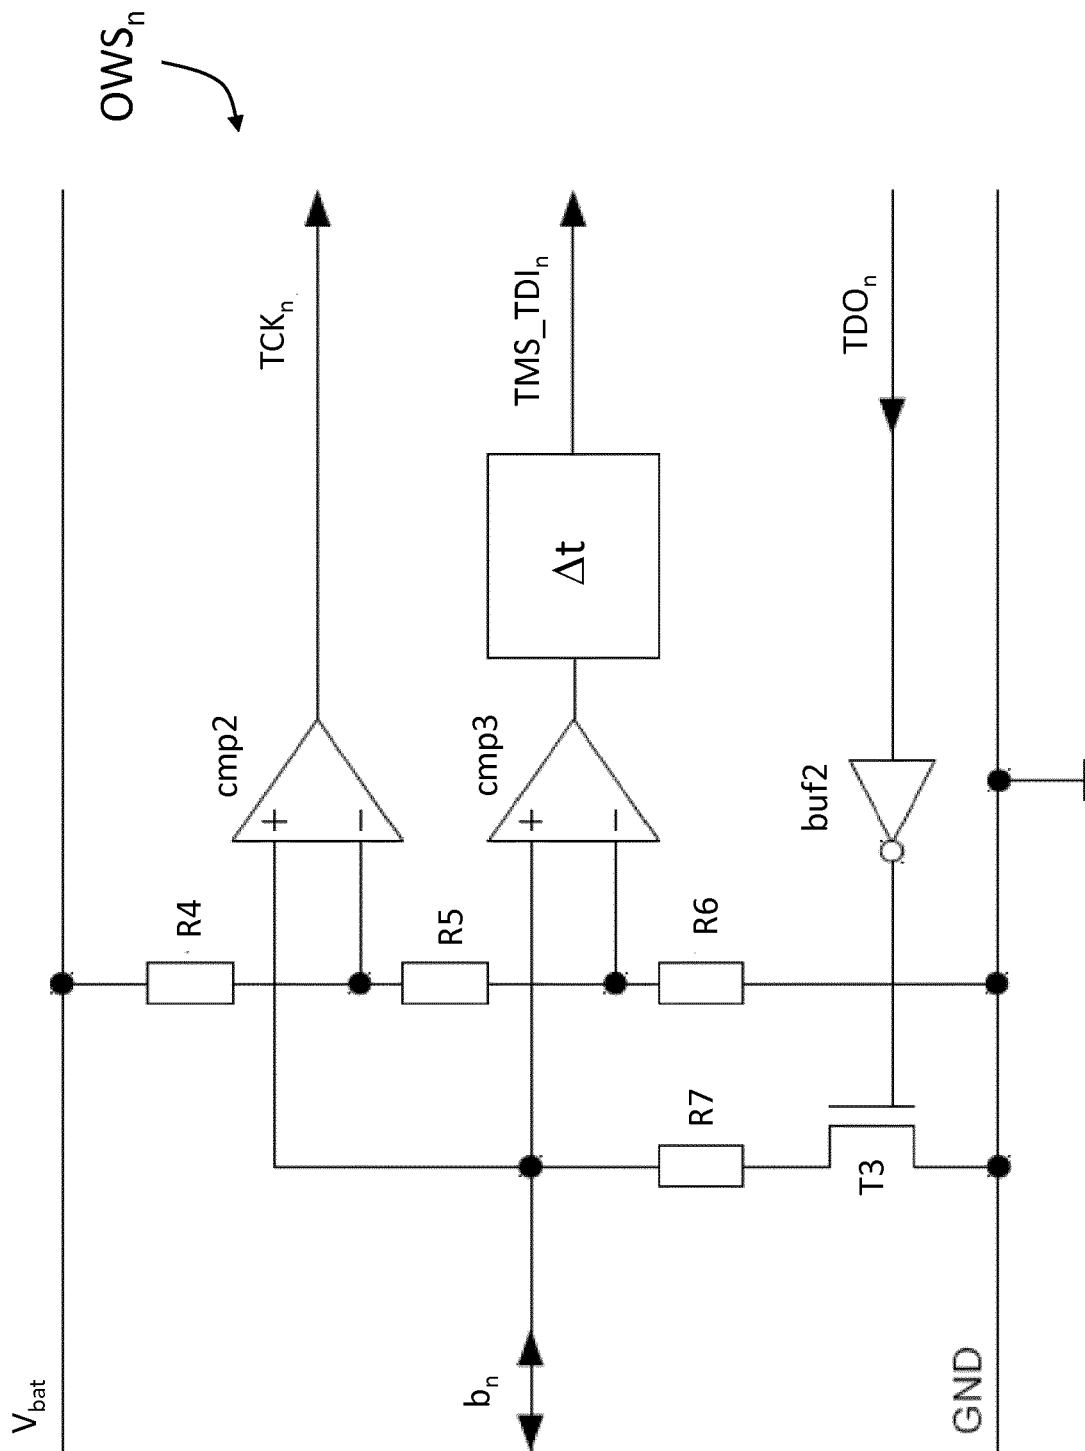 OWSn
Vbat
TCKn
cmp2
R4
TMS_TDIn
Δt
cmp3
+
−
+
−
R5
R6
bn
R7
TDOn
buf2
T3
GND